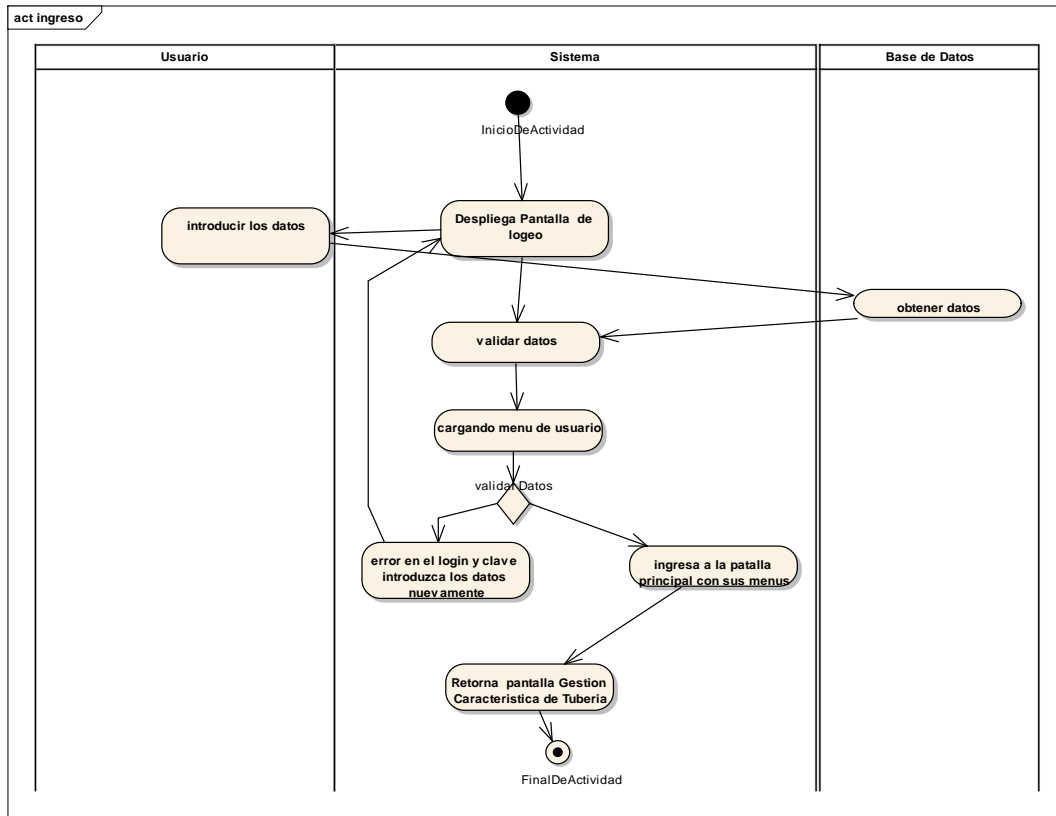 act ingreso
Usuario
Sistema
Base de Datos
InicioDeActividad
Despliega Pantalla de
logeo
introducir los datos
obtener datos
validar datos
cargando menu de usuario
validar Datos
error en el login y clave
introduzca los datos
nuevamente
ingresa a la patalla
principal con sus menus
Retorna pantalla Gestion
Caracteristica de Tuberia
FinalDeActividad